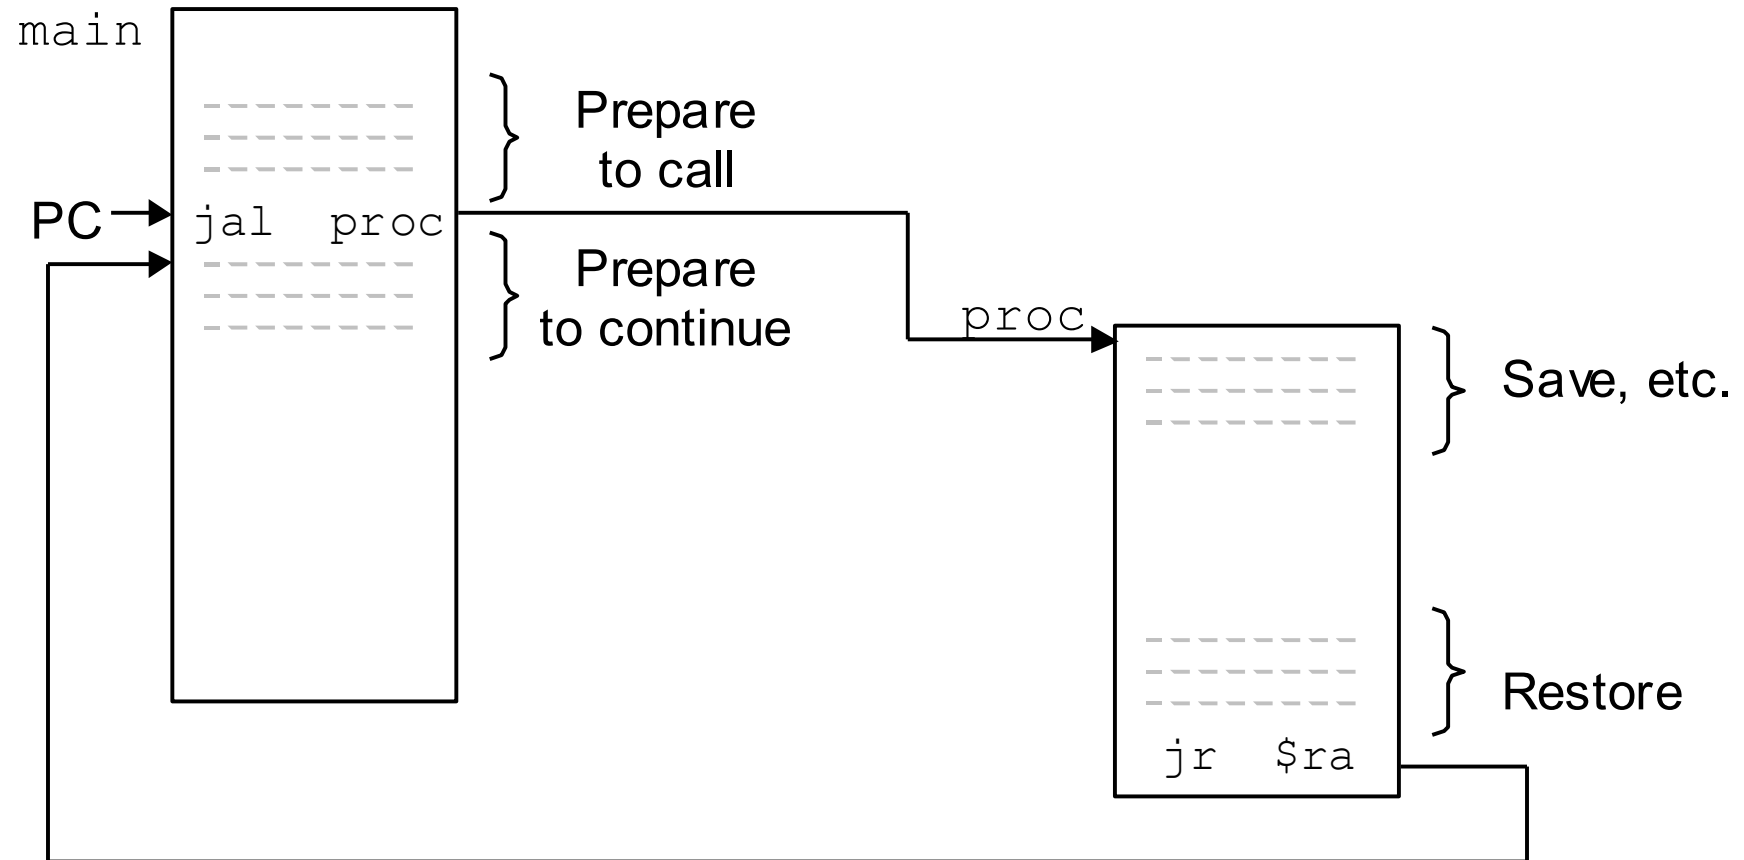 main
Prepare
to call
PC
jal proc
Prepare
to continue
proc
Save, etc.
Restore
jr $ra